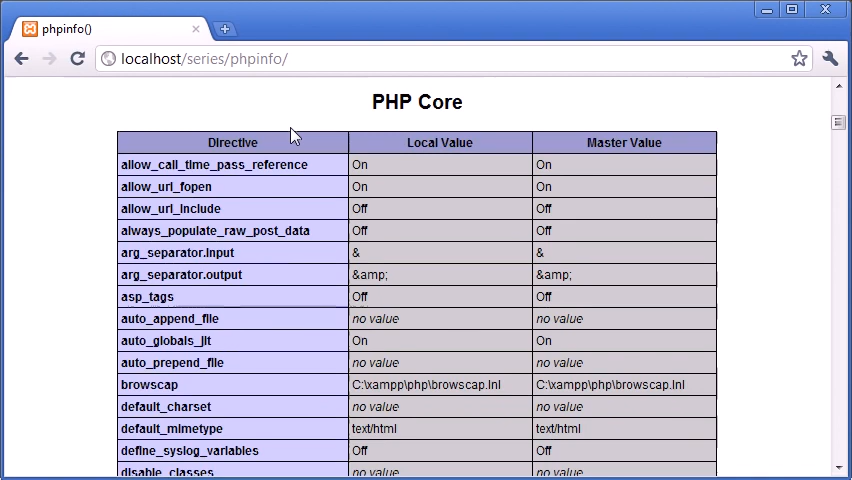 phpinfo()
localhost/series/phpinfo/
PHP Core
Directive Local Value Master Value
allow_call_time_pass_reference On On
allow_url_fopen On On
allow_url_include Off Off
always_populate_raw_post_data Off Off
arg_separator.input & &
arg_separator.output &amp; &amp;
asp_tags Off Off
auto_append_file no value no value
auto_globals_jit On On
auto_prepend_file no value no value
browscap C:\xampp\php\browscap.ini C:\xampp\php\browscap.ini
default_charset no value no value
default_mimetype text/html text/html
define_syslog_variables Off Off
disable_classes no value no value